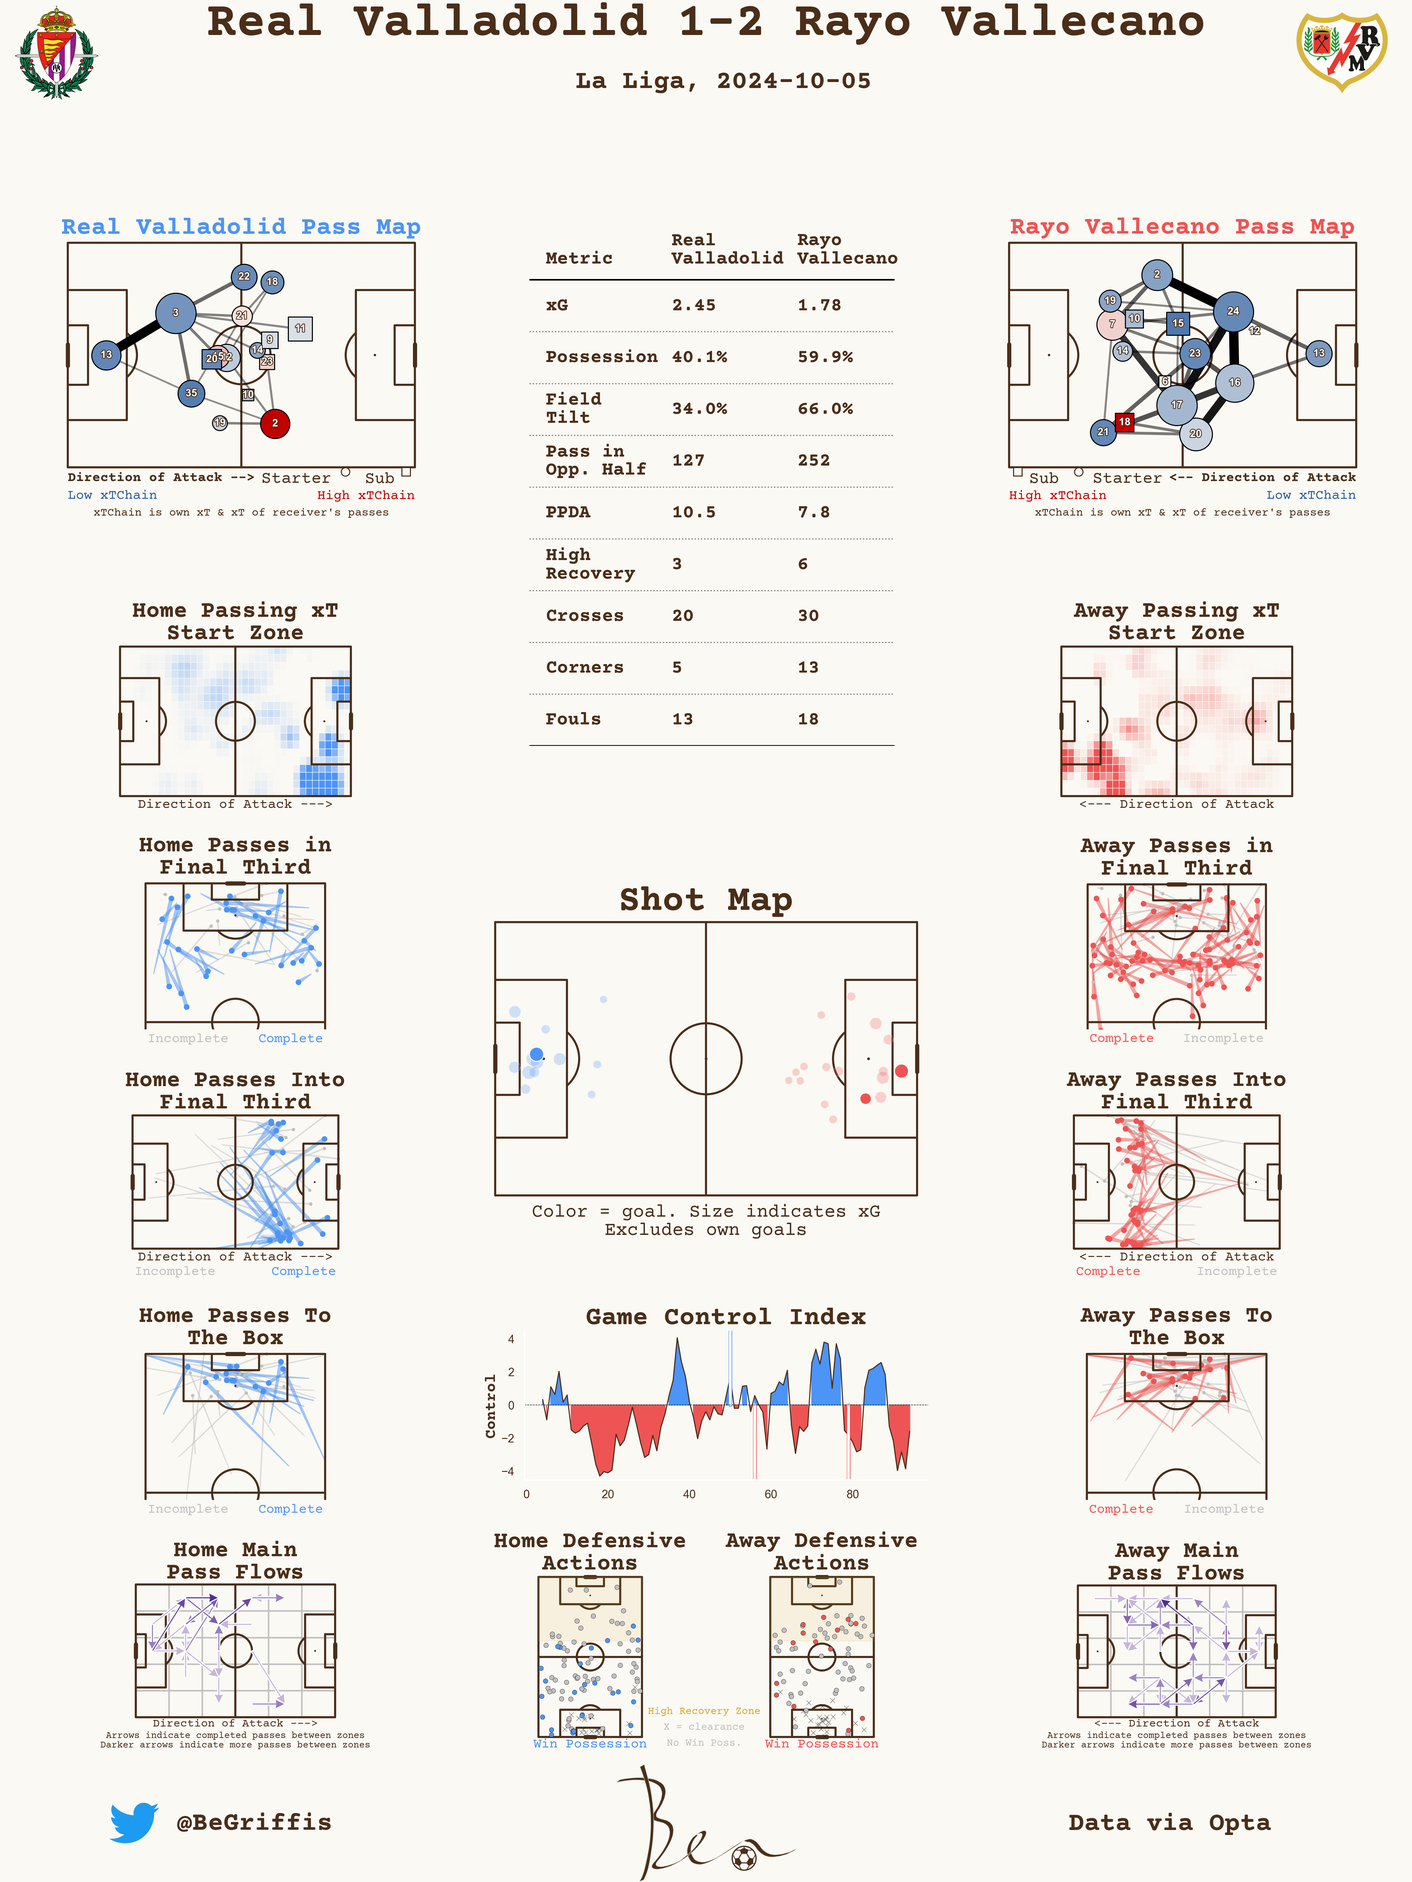 Real Valladolid 1-2 Rayo Vallecano
La Liga, 2024-10-05
Real Valladolid Pass Map
22
18
3
21
11
9
13
14
20
5
2
23
35
10
19
2
Direction of Attack --> Starter Sub
Low xTChain High xTChain
xTChain is own xT & xT of receiver's passes
Metric Real Valladolid Rayo Vallecano
xG 2.45 1.78
Possession 40.1% 59.9%
Field Tilt 34.0% 66.0%
Pass in Opp. Half 127 252
PPDA 10.5 7.8
High Recovery 3 6
Crosses 20 30
Corners 5 13
Fouls 13 18
Rayo Vallecano Pass Map
2
19
24
7
10
15
12
14
23
13
6
16
17
18
21
20
Sub Starter <-- Direction of Attack
High xTChain Low xTChain
xTChain is own xT & xT of receiver's passes
Home Passing xT
Start Zone
Direction of Attack --->
Away Passing xT
Start Zone
<--- Direction of Attack
Home Passes in
Final Third
Incomplete Complete
Shot Map
Color = goal. Size indicates xG
Excludes own goals
Away Passes in
Final Third
Complete Incomplete
Home Passes Into
Final Third
Direction of Attack --->
Incomplete Complete
Away Passes Into
Final Third
<--- Direction of Attack
Complete Incomplete
Home Passes To
The Box
Incomplete Complete
Game Control Index
Control
4
2
0
−2
−4
0 20 40 60 80
Away Passes To
The Box
Complete Incomplete
Home Main
Pass Flows
Direction of Attack --->
Arrows indicate completed passes between zones
Darker arrows indicate more passes between zones
Home Defensive
Actions
Win Possession
High Recovery Zone
X = clearance
No Win Poss.
Away Defensive
Actions
Win Possession
Away Main
Pass Flows
<--- Direction of Attack
Arrows indicate completed passes between zones
Darker arrows indicate more passes between zones
@BeGriffis
Ben
Data via Opta